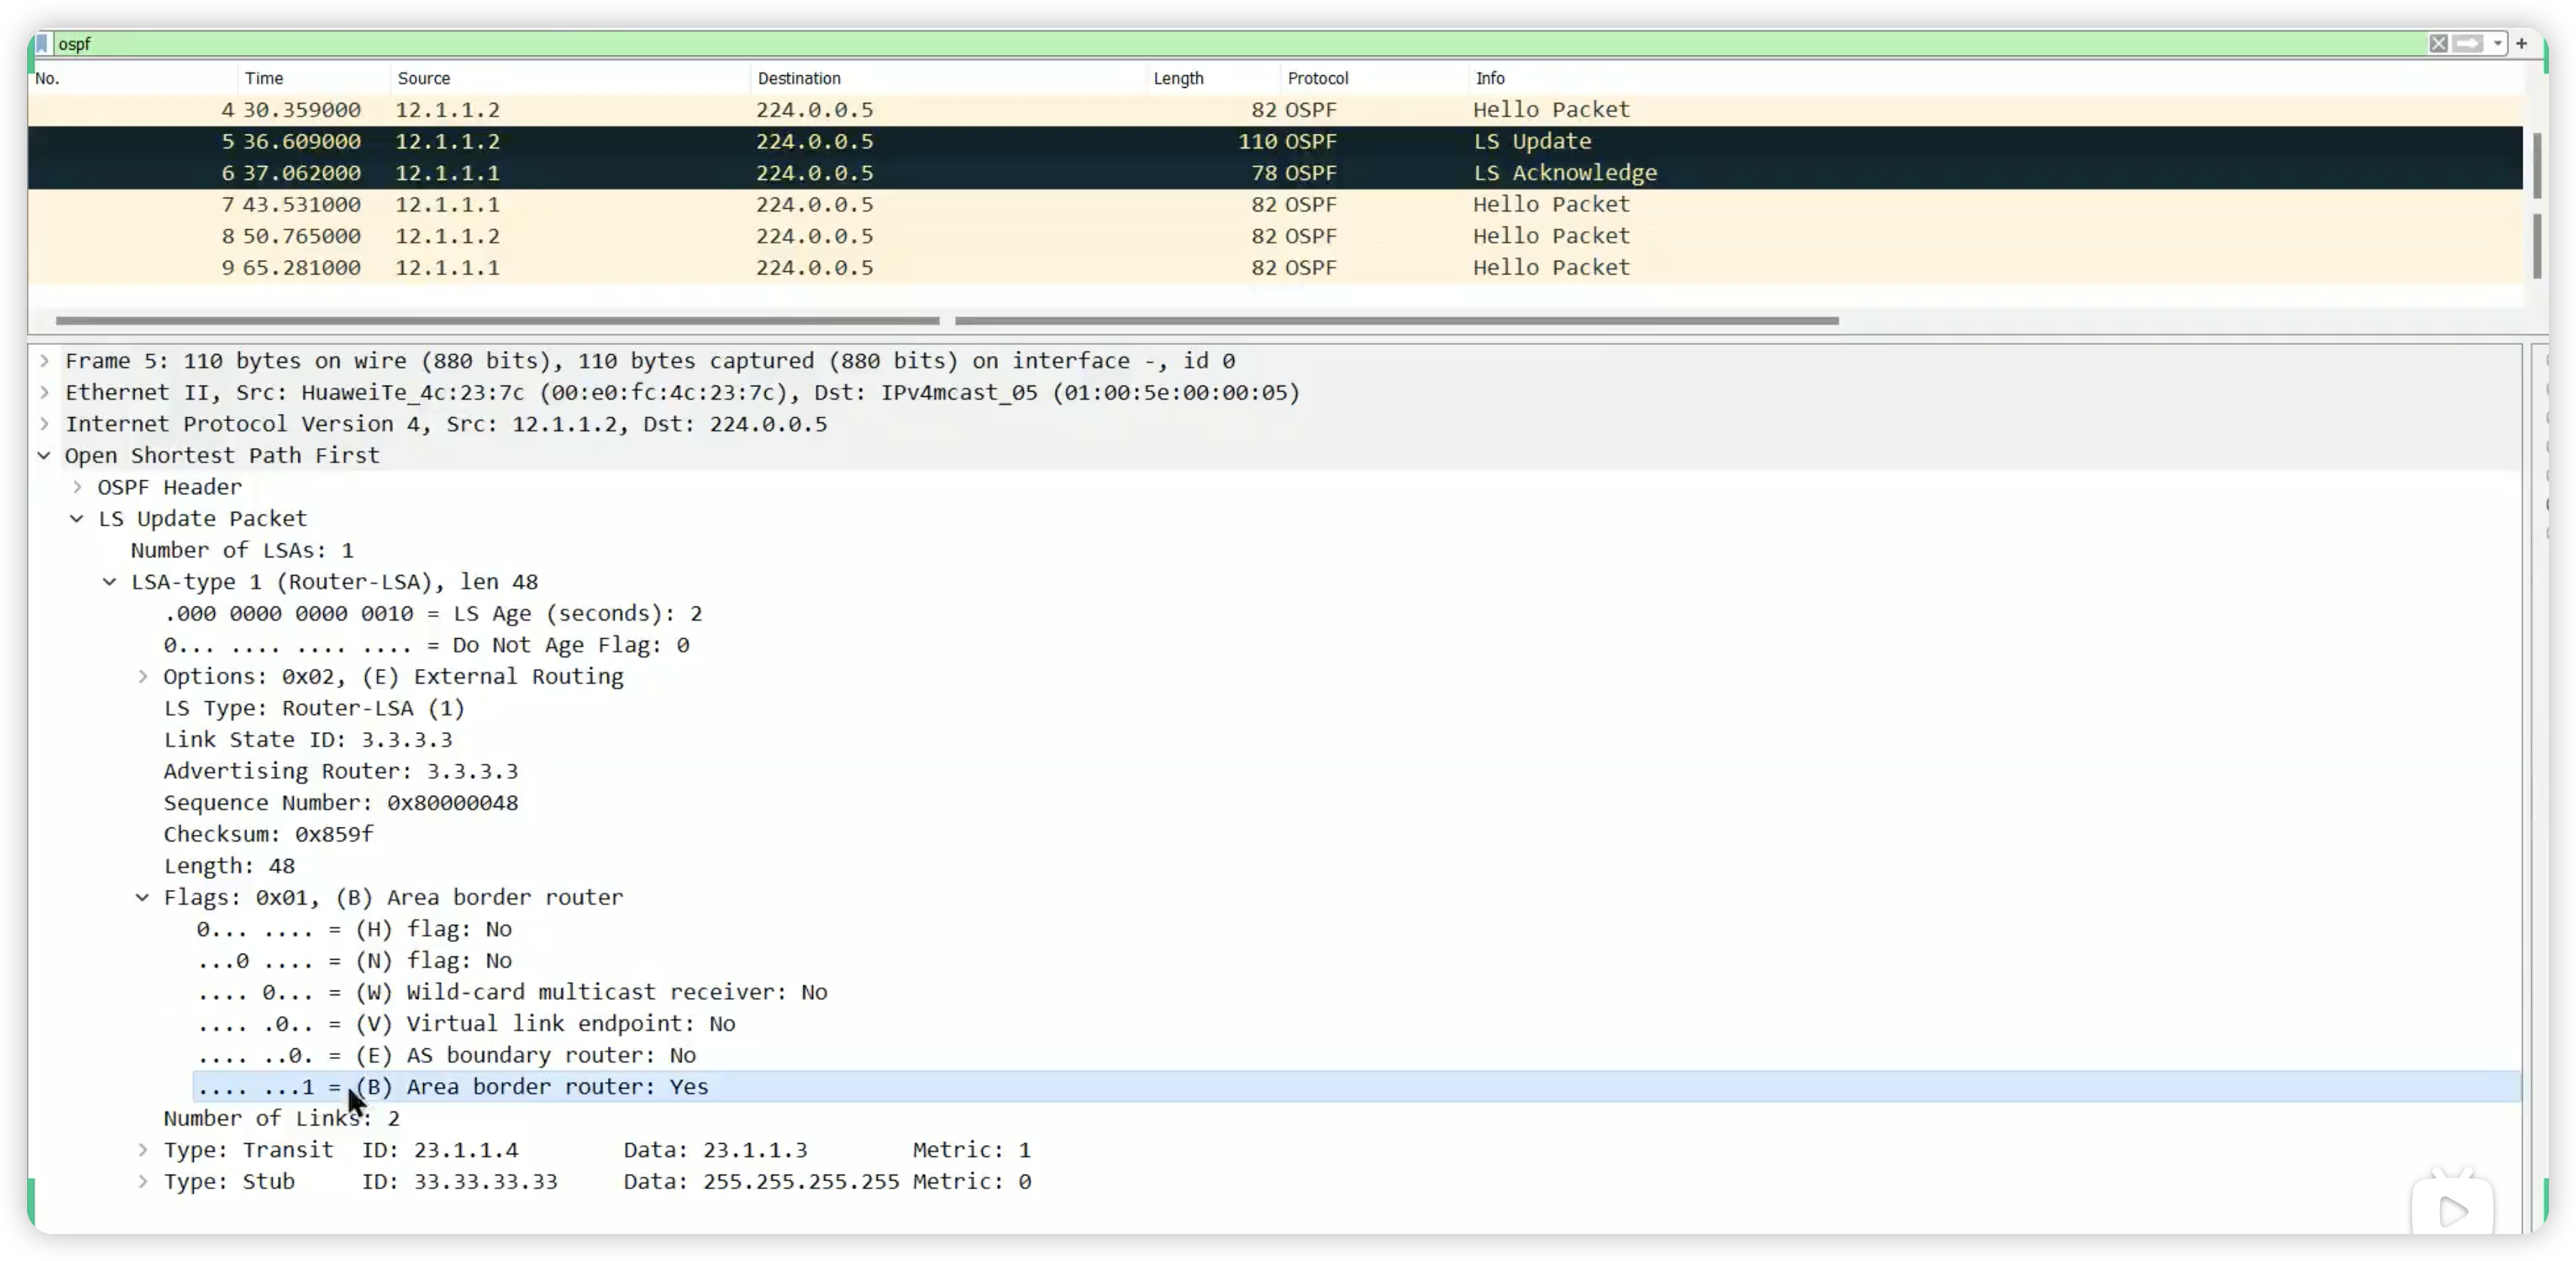 ospf
+
No. Time Source Destination Length Protocol Info
4 30.359000 12.1.1.2 224.0.0.5 82 OSPF Hello Packet
5 36.609000 12.1.1.2 224.0.0.5 110 OSPF LS Update
6 37.062000 12.1.1.1 224.0.0.5 78 OSPF LS Acknowledge
7 43.531000 12.1.1.1 224.0.0.5 82 OSPF Hello Packet
8 50.765000 12.1.1.2 224.0.0.5 82 OSPF Hello Packet
9 65.281000 12.1.1.1 224.0.0.5 82 OSPF Hello Packet
Frame 5: 110 bytes on wire (880 bits), 110 bytes captured (880 bits) on interface -, id 0
Ethernet II, Src: HuaweiTe_4c:23:7c (00:e0:fc:4c:23:7c), Dst: IPv4mcast_05 (01:00:5e:00:00:05)
Internet Protocol Version 4, Src: 12.1.1.2, Dst: 224.0.0.5
Open Shortest Path First
OSPF Header
LS Update Packet
Number of LSAs: 1
LSA-type 1 (Router-LSA), len 48
.000 0000 0000 0010 = LS Age (seconds): 2
0... .... .... .... = Do Not Age Flag: 0
Options: 0x02, (E) External Routing
LS Type: Router-LSA (1)
Link State ID: 3.3.3.3
Advertising Router: 3.3.3.3
Sequence Number: 0x80000048
Checksum: 0x859f
Length: 48
Flags: 0x01, (B) Area border router
0... .... = (H) flag: No
...0 .... = (N) flag: No
.... 0... = (W) Wild-card multicast receiver: No
.... .0.. = (V) Virtual link endpoint: No
.... ..0. = (E) AS boundary router: No
.... ...1 = (B) Area border router: Yes
Number of Links: 2
Type: Transit ID: 23.1.1.4 Data: 23.1.1.3 Metric: 1
Type: Stub ID: 33.33.33.33 Data: 255.255.255.255 Metric: 0